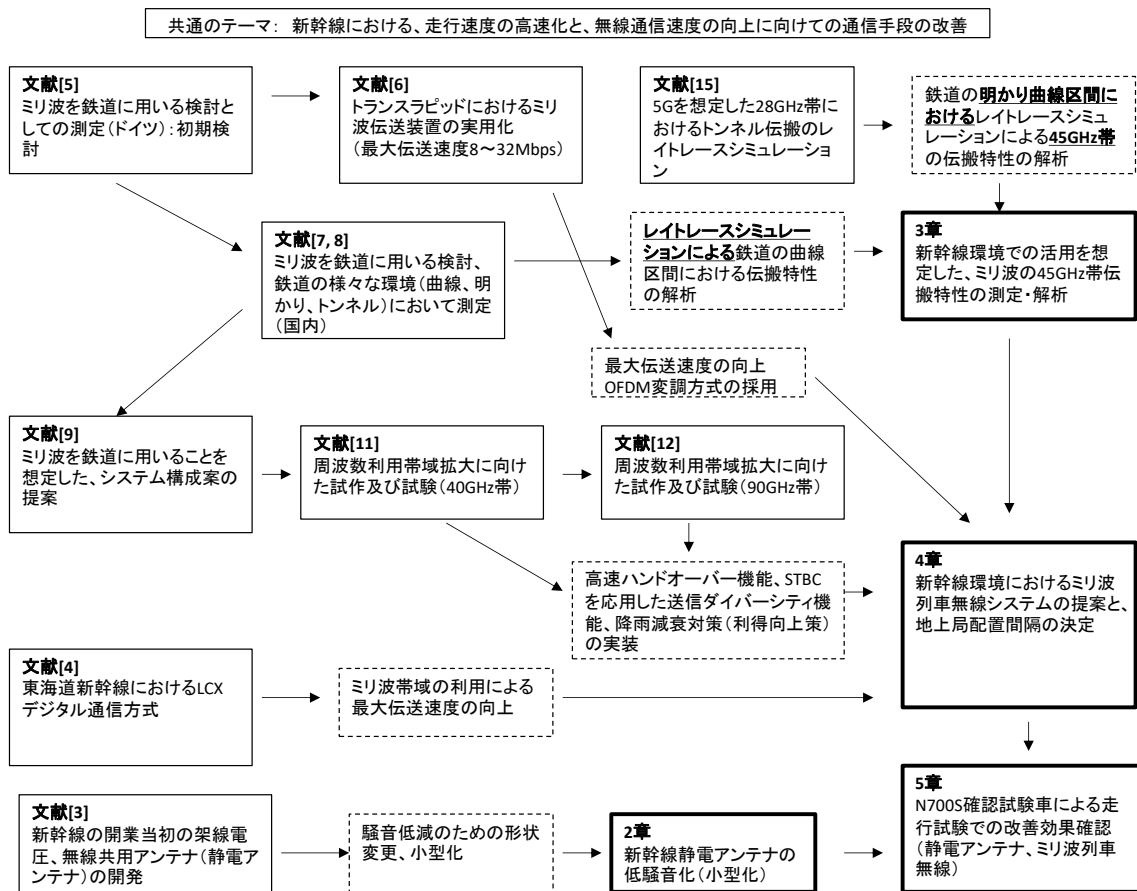 共通のテーマ： 新幹線における、走行速度の高速化と、無線通信速度の向上に向けての通信手段の改善
文献[5]
ミリ波を鉄道に用いる検討と
しての測定（ドイツ）：初期検
討
文献[6]
トランスラピッドにおけるミリ
波伝送装置の実用化
（最大伝送速度8～32Mbps）
文献[15]
5Gを想定した28GHz帯に
おけるトンネル伝搬のレ
イトレースシミュレーショ
ン
鉄道の明かり曲線区間に
おけるレイトレースシミュ
レーションによる45GHz帯
の伝搬特性の解析
文献[7, 8]
ミリ波を鉄道に用いる検討、
鉄道の様々な環境（曲線、明
かり、トンネル）において測定
（国内）
レイトレースシミュレー
ションによる鉄道の曲線
区間における伝搬特性
の解析
3章
新幹線環境での活用を想
定した、ミリ波の45GHz帯伝
搬特性の測定・解析
最大伝送速度の向上
OFDM変調方式の採用
文献[9]
ミリ波を鉄道に用いることを
想定した、システム構成案の
提案
文献[11]
周波数利用帯域拡大に向け
た試作及び試験（40GHz帯）
文献[12]
周波数利用帯域拡大に向け
た試作及び試験（90GHz帯）
高速ハンドオーバー機能、STBC
を応用した送信ダイバーシティ機
能、降雨減衰対策（利得向上策）
の実装
4章
新幹線環境におけるミリ波
列車無線システムの提案と、
地上局配置間隔の決定
文献[4]
東海道新幹線におけるLCX
デジタル通信方式
ミリ波帯域の利用による
最大伝送速度の向上
文献[3]
新幹線の開業当初の架線電
圧、無線共用アンテナ（静電ア
ンテナ）の開発
騒音低減のための形状
変更、小型化
2章
新幹線静電アンテナの
低騒音化（小型化）
5章
N700S確認試験車による走
行試験での改善効果確認
（静電アンテナ、ミリ波列車
無線）